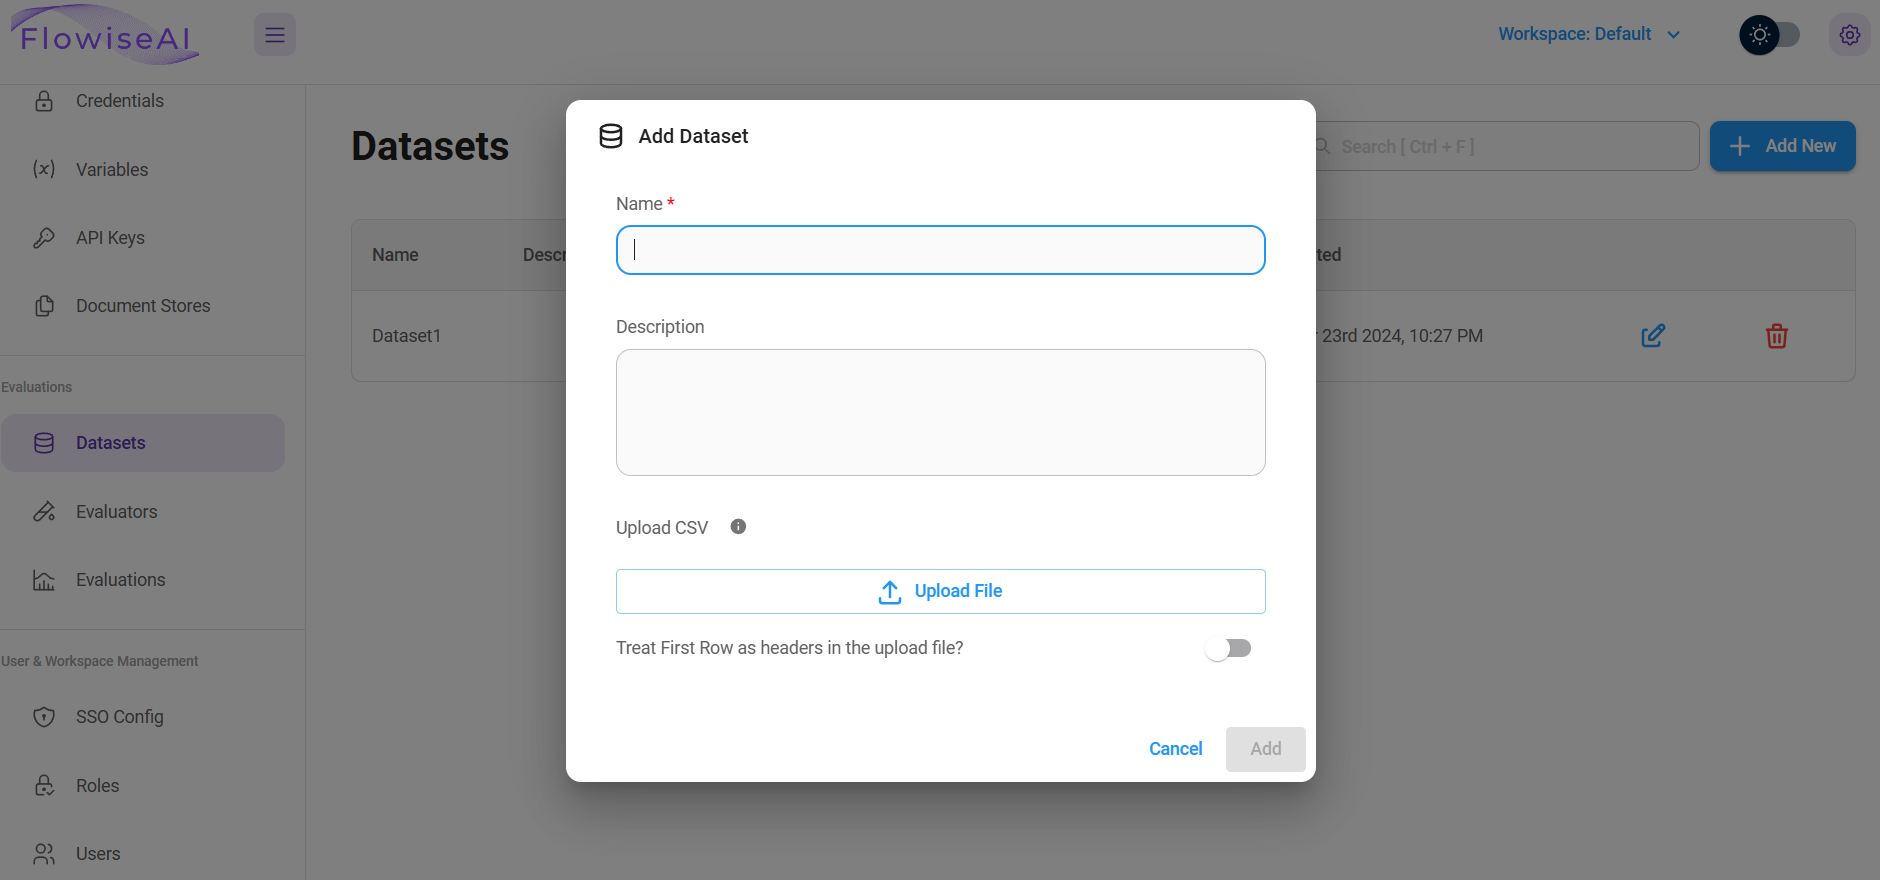 FlowiseAI
Workspace: Default
Credentials
Variables
API Keys
Document Stores
Evaluations
Datasets
Evaluators
Evaluations
User & Workspace Management
SSO Config
Roles
Users
Datasets
Search [ Ctrl + F ]
Add New
Name
Dataset1
23rd 2024, 10:27 PM
Add Dataset
Name *
Description
Upload CSV
Upload File
Treat First Row as headers in the upload file?
Cancel
Add